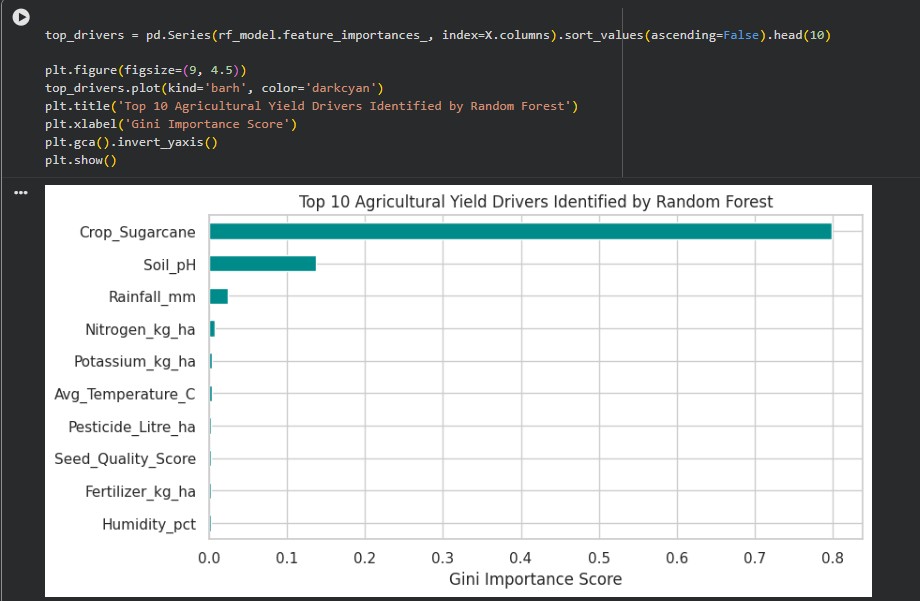 top_drivers = pd.Series(rf_model.feature_importances_, index=X.columns).sort_values(ascending=False).head(10)
plt.figure(figsize=(9, 4.5))
top_drivers.plot(kind='barh', color='darkcyan')
plt.title('Top 10 Agricultural Yield Drivers Identified by Random Forest')
plt.xlabel('Gini Importance Score')
plt.gca().invert_yaxis()
plt.show()
Top 10 Agricultural Yield Drivers Identified by Random Forest
Crop_Sugarcane
Soil_pH
Rainfall_mm
Nitrogen_kg_ha
Potassium_kg_ha
Avg_Temperature_C
Pesticide_Litre_ha
Seed_Quality_Score
Fertilizer_kg_ha
Humidity_pct
0.0 0.1 0.2 0.3 0.4 0.5 0.6 0.7 0.8
Gini Importance Score